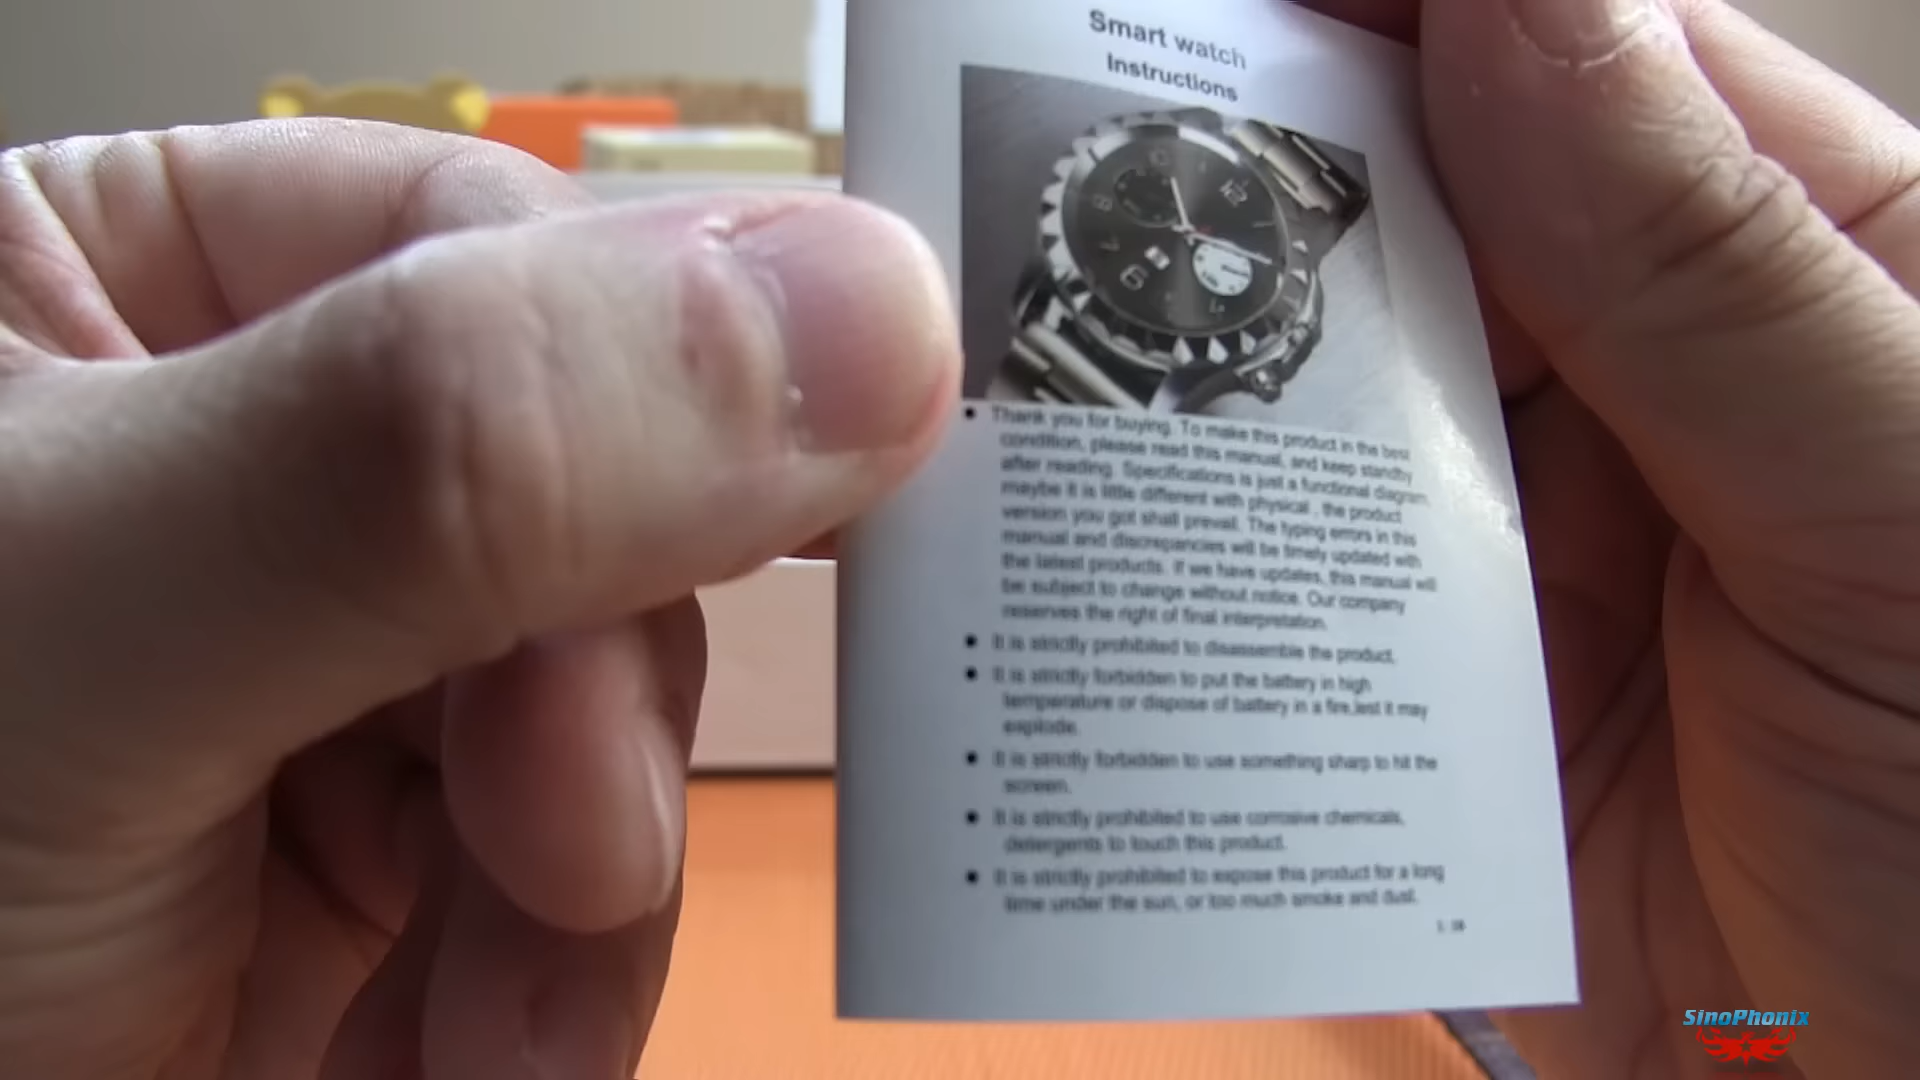 Smart watch
Instructions
● Thank you for buying. To make this product in the best
condition, please read this manual, and keep standby
after reading. Specifications is just a functional diagram,
maybe it is little different with physical , the product
version you got shall prevail. The typing errors in this
manual and discrepancies will be timely updated with
the latest products. If we have updates, this manual will
be subject to change without notice. Our company
reserves the right of final interpretation.
● It is strictly prohibited to disassemble the product.
● It is strictly forbidden to put the battery in high
temperature or dispose of battery in a fire,lest it may
explode.
● It is strictly forbidden to use something sharp to hit the
screen.
● It is strictly prohibited to use corrosive chemicals,
detergents to touch this product.
● It is strictly prohibited to expose this product for a long
time under the sun, or too much smoke and dust.
SinoPhonix